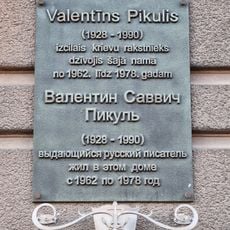 Valentīns Pikulis
(1928 - 1990)
izcilais krievu rakstnieks
dzīvojis šajā namā
no 1962. līdz 1978. gadam
Валентин Саввич
Пикуль
(1928 - 1990)
выдающийся русский писатель
жил в этом доме
с 1962 по 1978 год